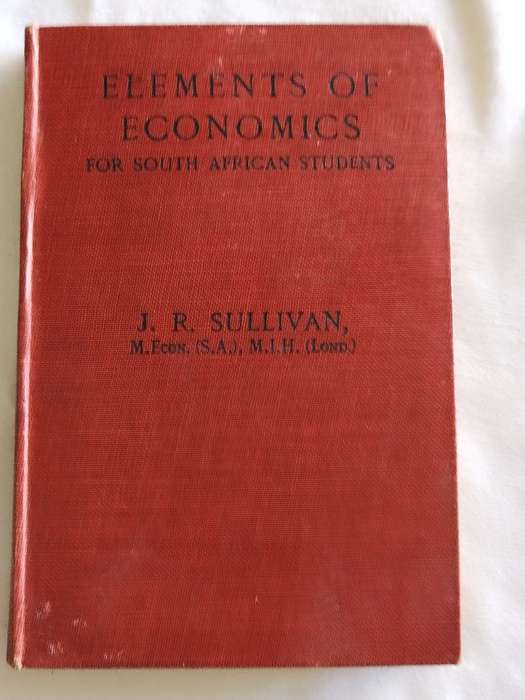 ELEMENTS OF
ECONOMICS
FOR SOUTH AFRICAN STUDENTS
J. R. SULLIVAN,
M.ECON. (S.A.), M.I.H. (LOND.)